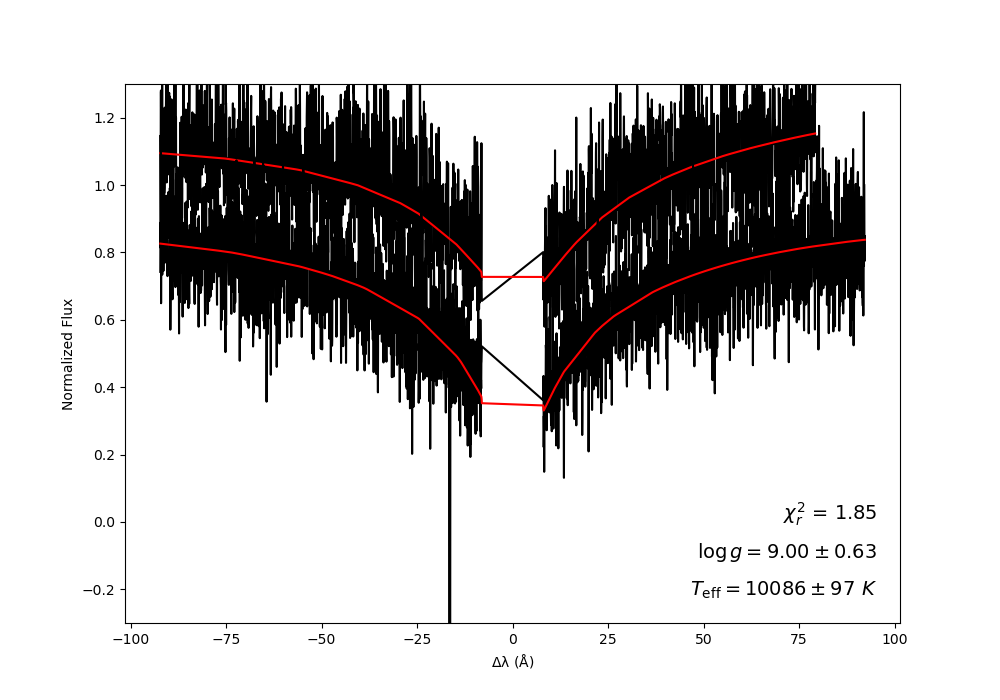 1.2
1.0
0.8
0.6
0.4
0.2
0.0
−0.2
Normalized Flux
χ²ᵣ = 1.85
log g = 9.00 ± 0.63
T_eff = 10086 ± 97 K
−100 −75 −50 −25 0 25 50 75 100
Δλ (Å)